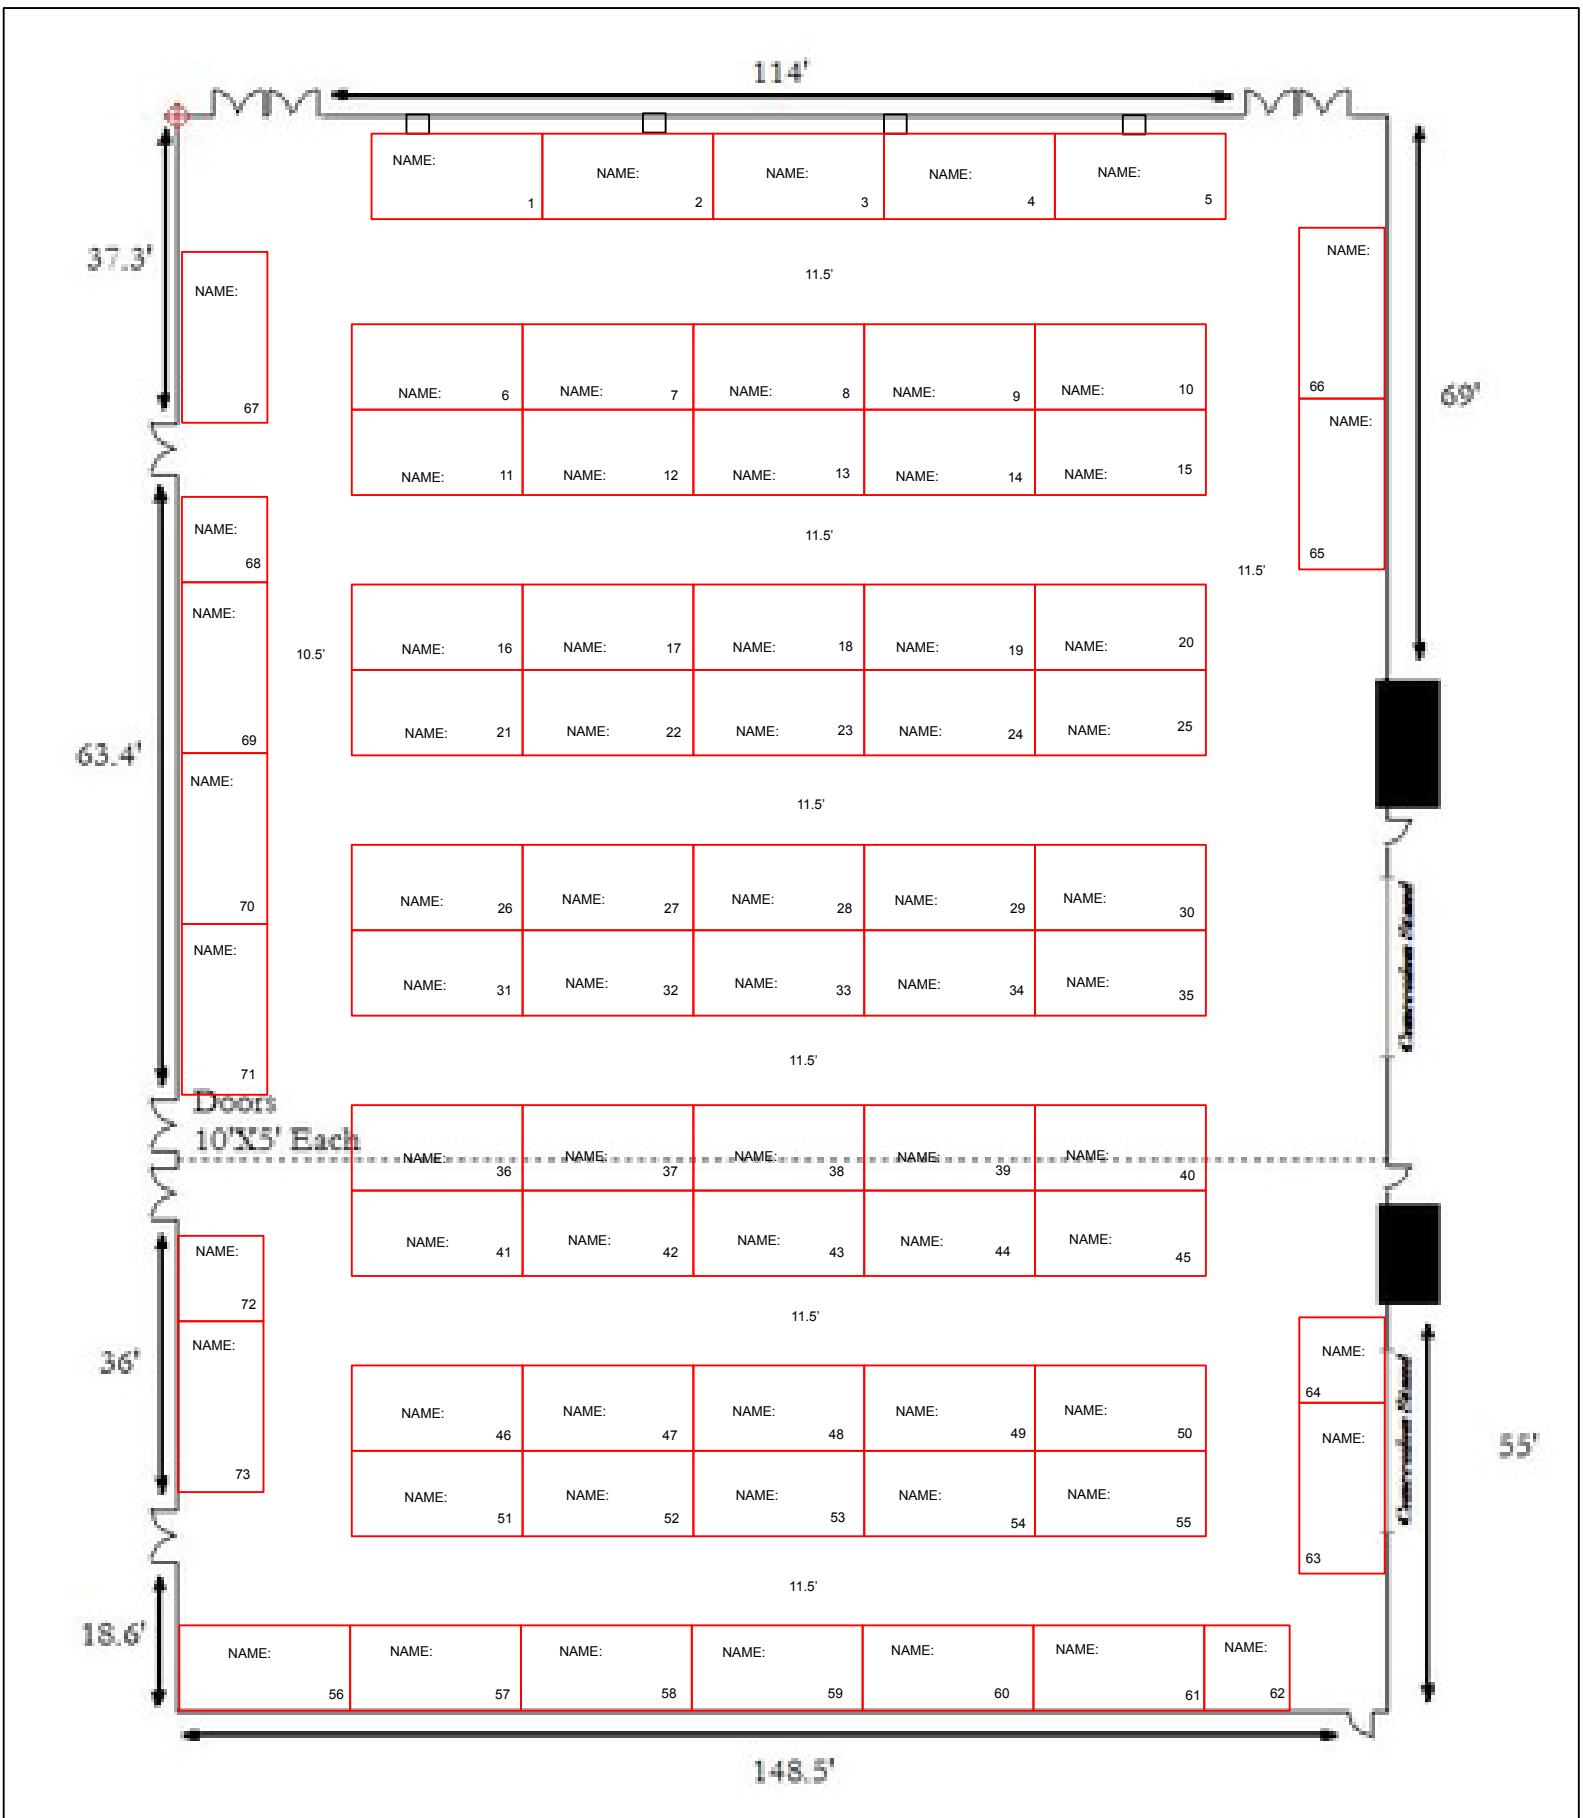 114'
NAME:
1
NAME:
2
NAME:
3
NAME:
4
NAME:
5
37.3'
69'
11.5'
NAME:
67
NAME:
66
NAME: 6
NAME: 7
NAME: 8
NAME: 9
NAME: 10
NAME: 11
NAME: 12
NAME: 13
NAME: 14
NAME: 15
NAME:
65
11.5'
11.5'
NAME:
68
NAME:
69
10.5'
NAME: 16
NAME: 17
NAME: 18
NAME: 19
NAME: 20
NAME: 21
NAME: 22
NAME: 23
NAME: 24
NAME: 25
63.4'
NAME:
70
11.5'
NAME: 26
NAME: 27
NAME: 28
NAME: 29
NAME: 30
NAME:
71
NAME: 31
NAME: 32
NAME: 33
NAME: 34
NAME: 35
11.5'
Doors
10'X5' Each
NAME: 36
NAME: 37
NAME: 38
NAME: 39
NAME: 40
NAME: 41
NAME: 42
NAME: 43
NAME: 44
NAME: 45
NAME:
72
11.5'
36'
NAME:
73
NAME:
64
NAME: 46
NAME: 47
NAME: 48
NAME: 49
NAME: 50
NAME:
63
55'
NAME: 51
NAME: 52
NAME: 53
NAME: 54
NAME: 55
11.5'
18.6'
NAME:
56
NAME:
57
NAME:
58
NAME:
59
NAME:
60
NAME:
61
NAME:
62
148.5'